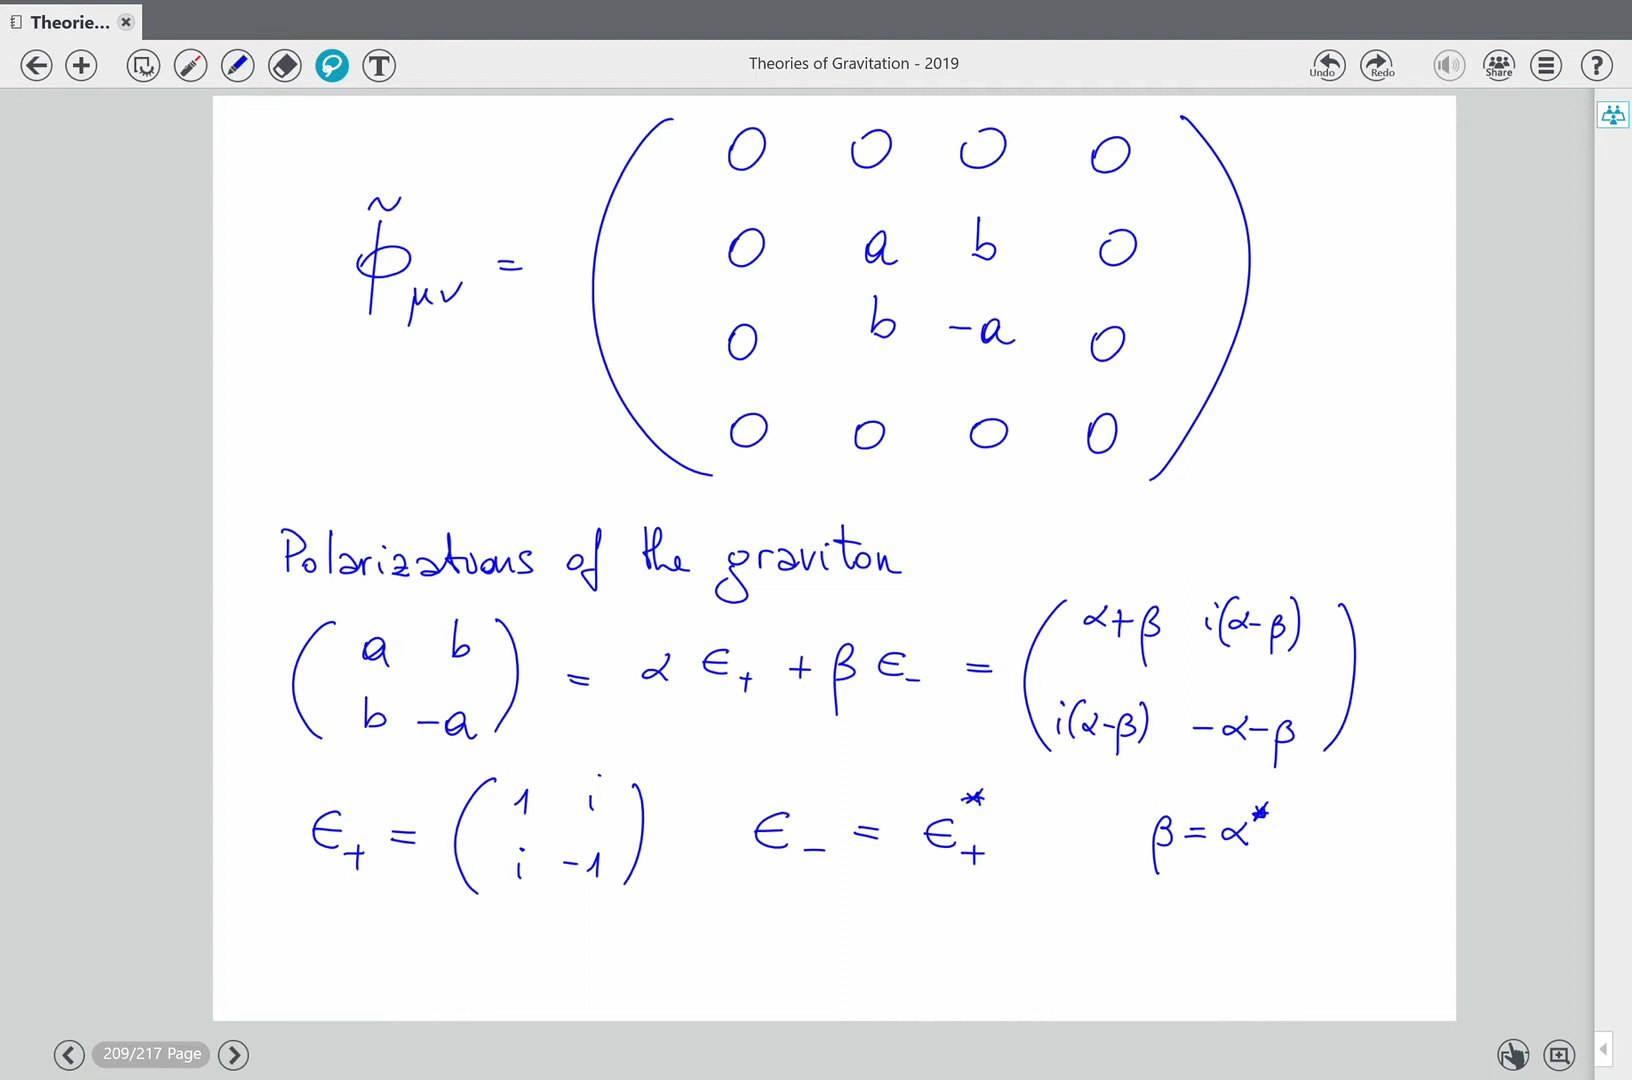 Theorie...
Theories of Gravitation - 2019
Undo Redo Share ?
T
0 0 0 0
0 a b 0
ϕ̃μν =
0 b -a 0
0 0 0 0
Polarizations of the graviton
( a b ; b -a ) = α ϵ₊ + β ϵ₋ = ( α+β i(α-β) ; i(α-β) -α-β )
ϵ₊ = ( 1 i ; i -1 ) ϵ₋ = ϵ₊* β = α*
209/217 Page